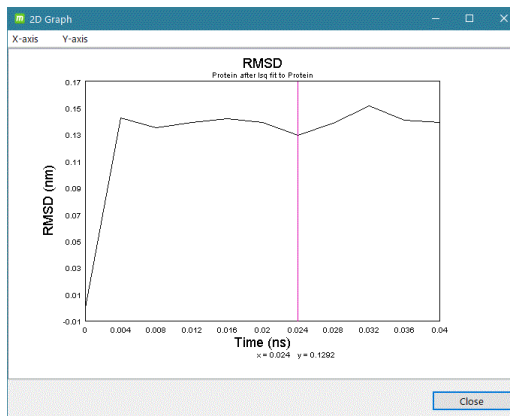 2D Graph
X-axis Y-axis
RMSD
Protein after lsq fit to Protein
0.17
0.15
0.13
0.11
0.09
0.07
0.05
0.03
0.01
-0.01
RMSD (nm)
0 0.004 0.008 0.012 0.016 0.02 0.024 0.028 0.032 0.036 0.04
Time (ns)
x = 0.024 y = 0.1292
Close